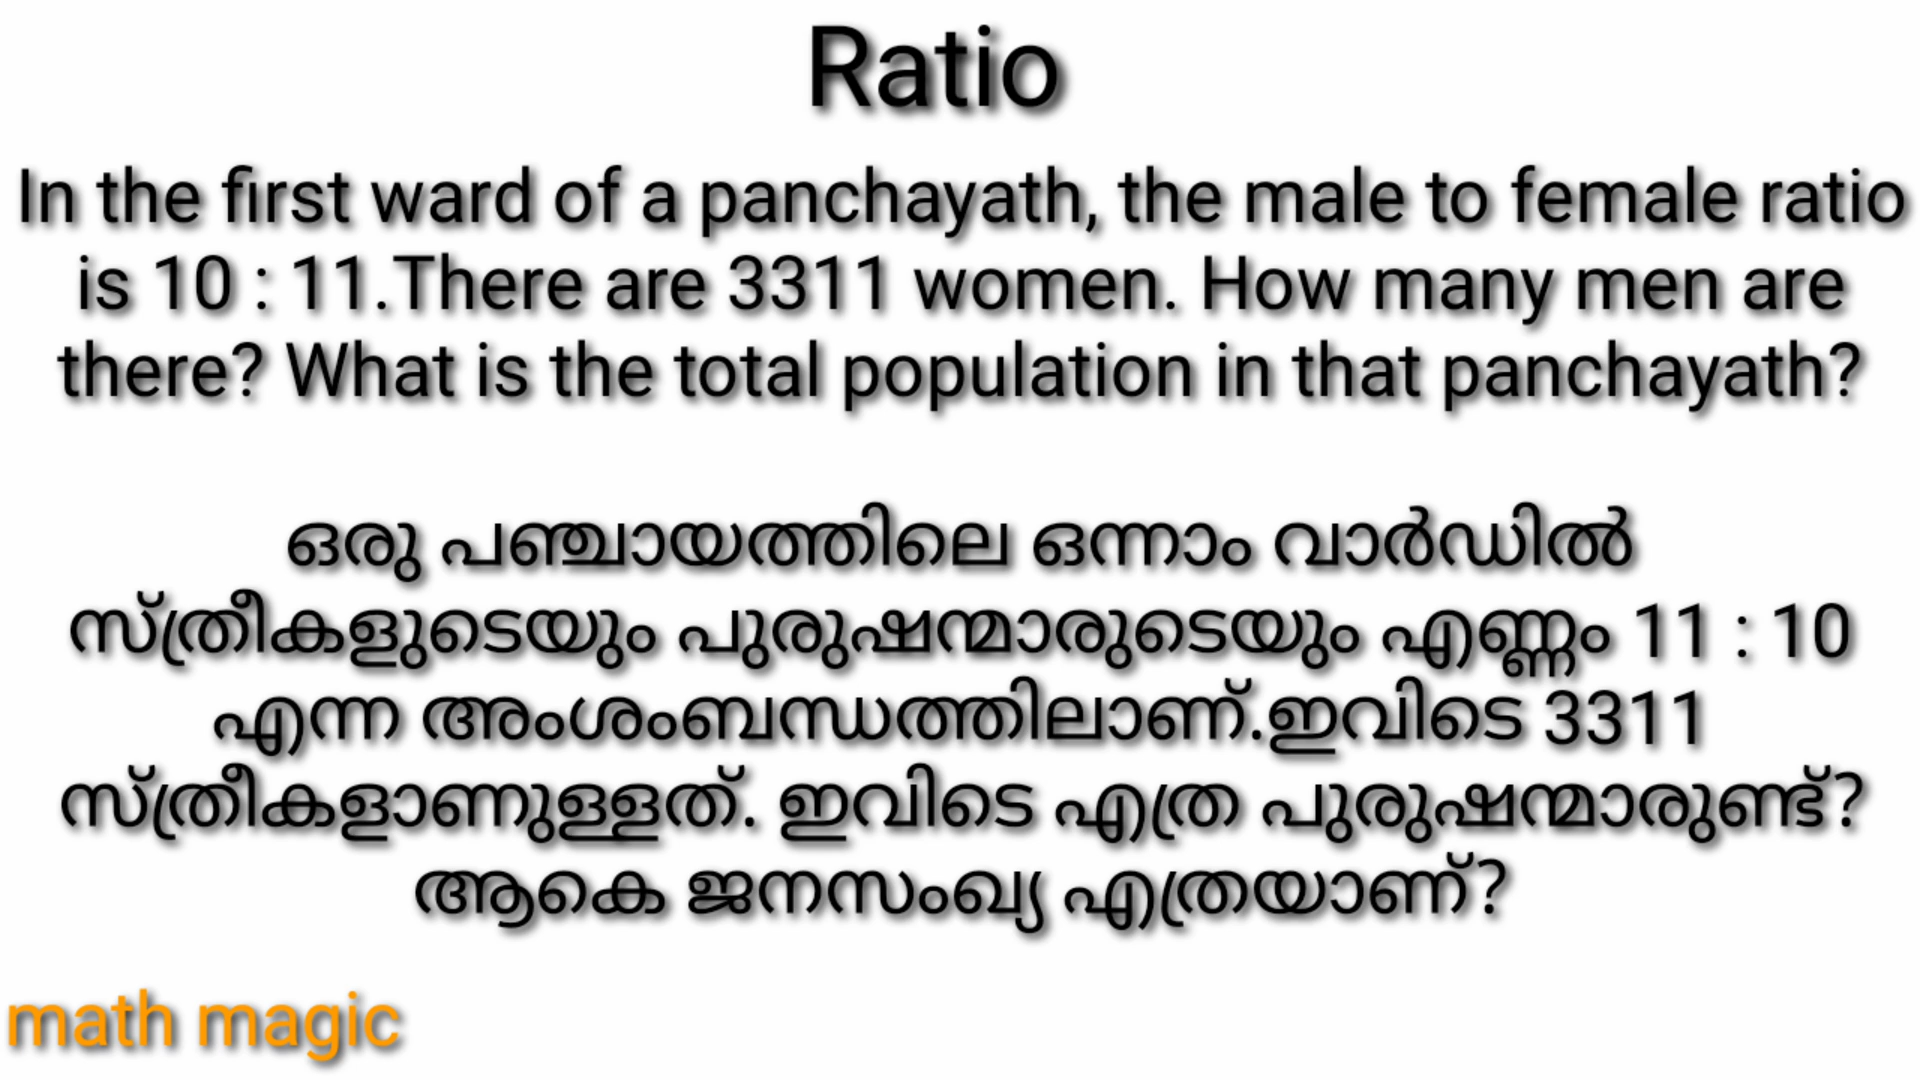 Ratio
In the first ward of a panchayath, the male to female ratio
is 10 : 11.There are 3311 women. How many men are
there? What is the total population in that panchayath?
ഒരു പഞ്ചായത്തിലെ ഒന്നാം വാർഡിൽ
സ്ത്രീകളുടെയും പുരുഷന്മാരുടെയും എണ്ണം 11 : 10
എന്ന അംശംബന്ധത്തിലാണ്.ഇവിടെ 3311
സ്ത്രീകളാണുള്ളത്. ഇവിടെ എത്ര പുരുഷന്മാരുണ്ട്?
ആകെ ജനസംഖ്യ എത്രയാണ്?
math magic